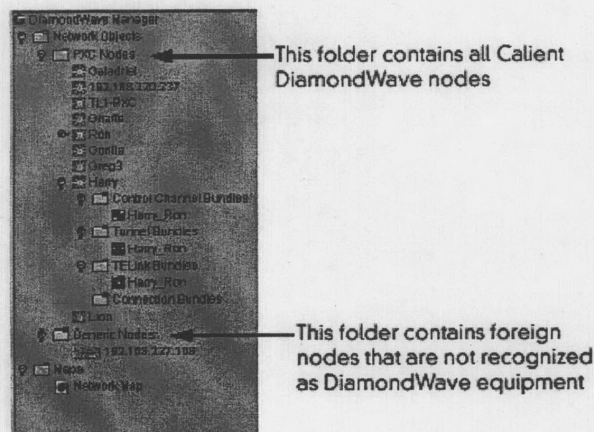 DiamondWave Manager
Network Objects
PXC Nodes
This folder contains all Calient
DiamondWave nodes
Galadriel
192.168.220.237
TL1-PXC
Giraffe
Ron
Gorilla
Greg3
Harry
Control Channel Bundles
Harry_Ron
Tunnel Bundles
Harry_Ron
TELink Bundles
Harry_Ron
Connection Bundles
Lion
Generic Nodes
This folder contains foreign
nodes that are not recognized
as DiamondWave equipment
192.168.227.108
Maps
Network Map